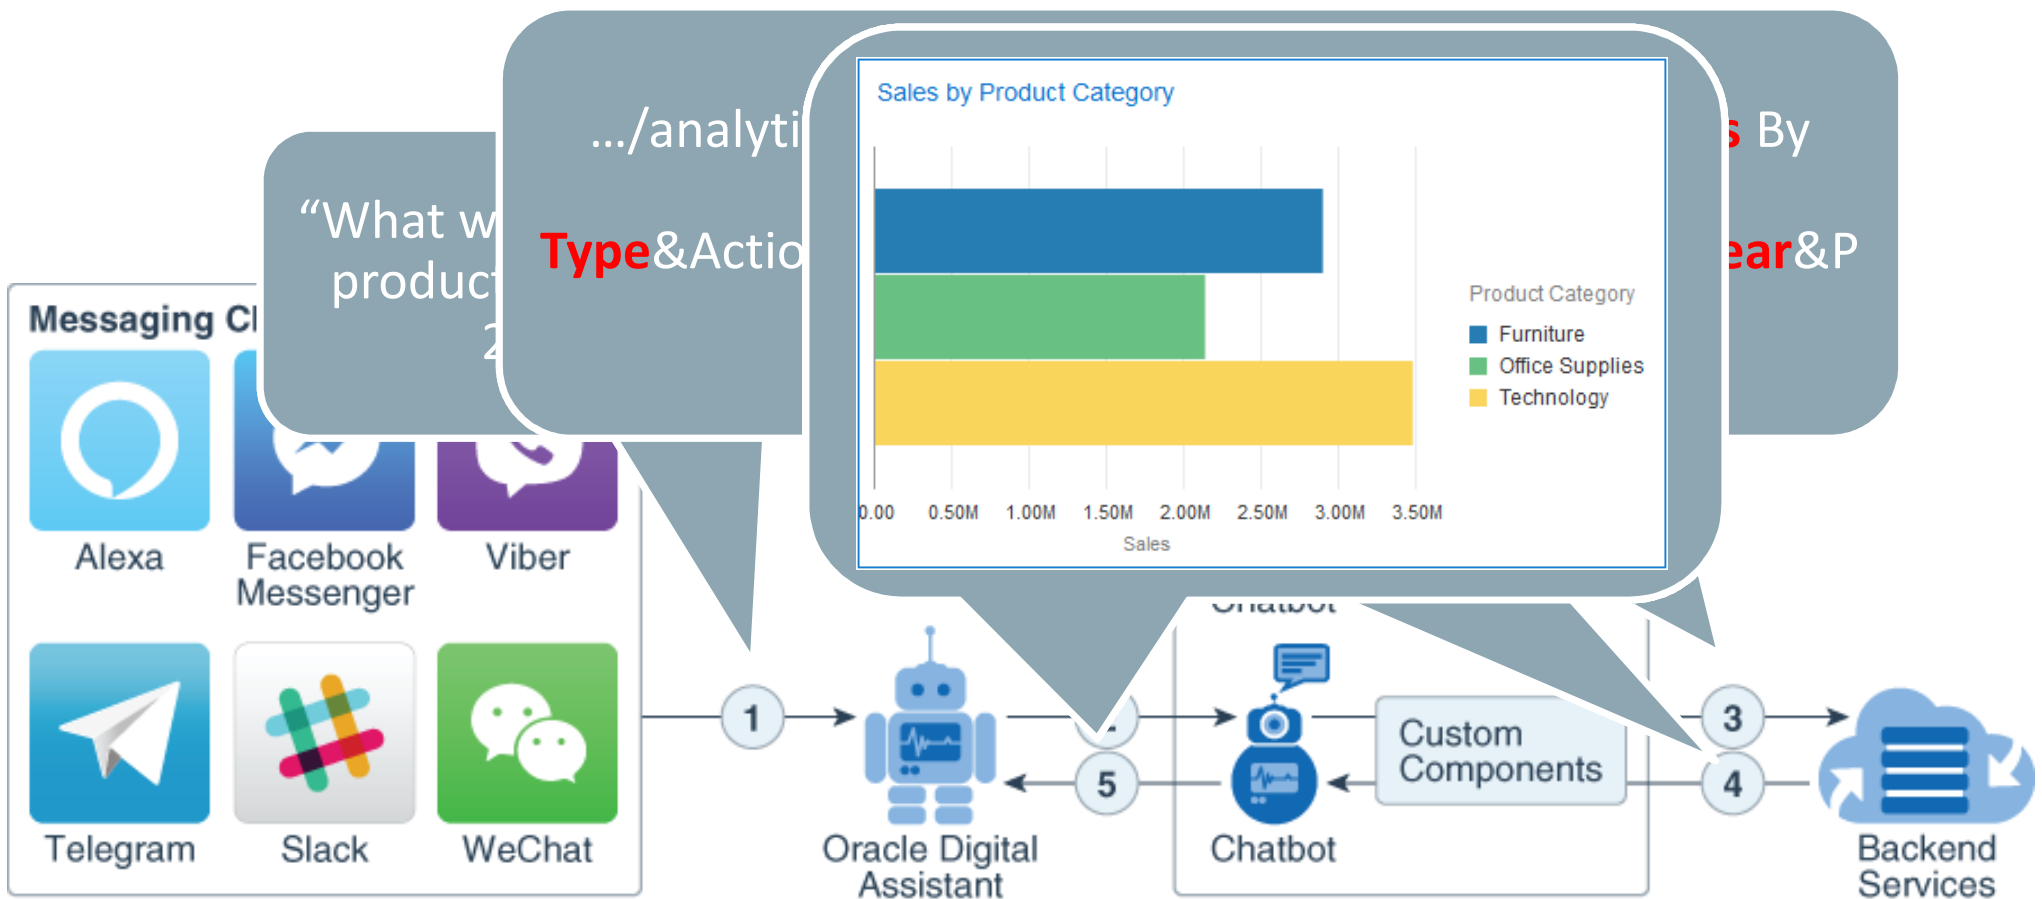 Sales by Product Category
…/analyti
s By
"What w
Type&Actio
ear&P
product
Product Category
Furniture
Office Supplies
Technology
0.00 0.50M 1.00M 1.50M 2.00M 2.50M 3.00M 3.50M
Sales
Messaging
Alexa
Facebook
Messenger
Viber
Telegram
Slack
WeChat
1
Oracle Digital
Assistant
5
Chatbot
Custom
Components
Chatbot
3
4
Backend
Services